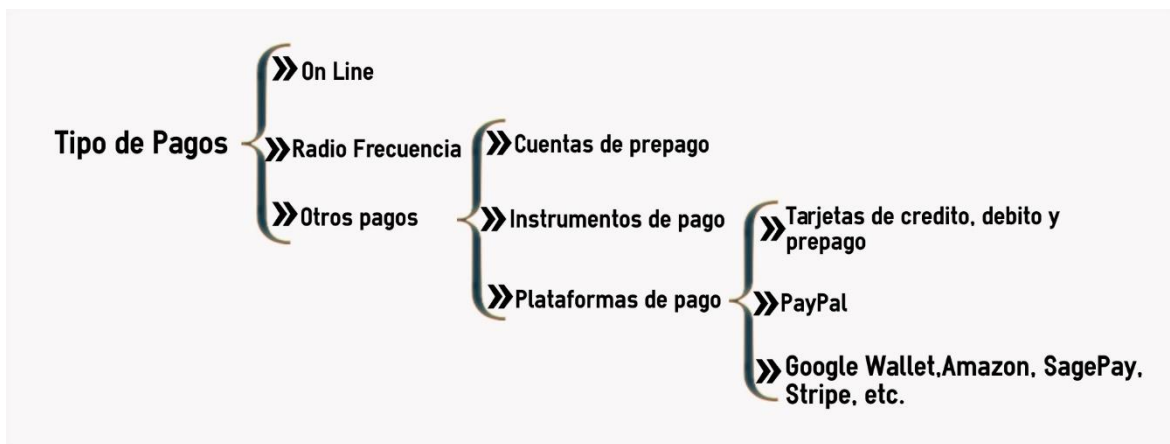 On Line
Tipo de Pagos
Radio Frecuencia
Otros pagos
Cuentas de prepago
Instrumentos de pago
Plataformas de pago
Tarjetas de credito, debito y
prepago
PayPal
Google Wallet,Amazon, SagePay,
Stripe, etc.